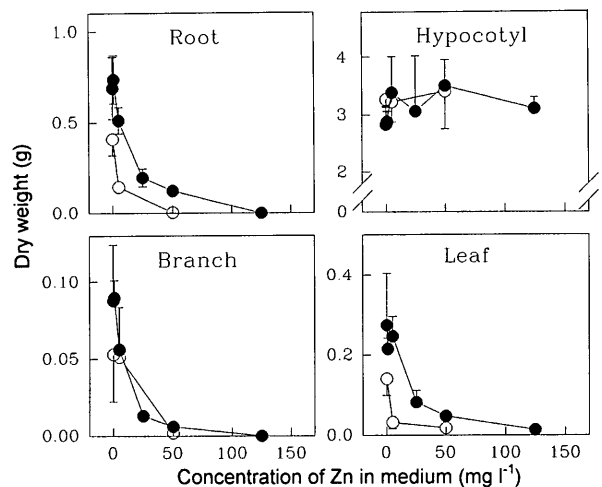 Root
Hypocotyl
1.0
0.5
0.0
4
3
2
0
Dry weight (g)
Branch
Leaf
0.10
0.05
0.00
0.4
0.2
0.0
0 50 100 150
0 50 100 150
Concentration of Zn in medium (mg l⁻¹)